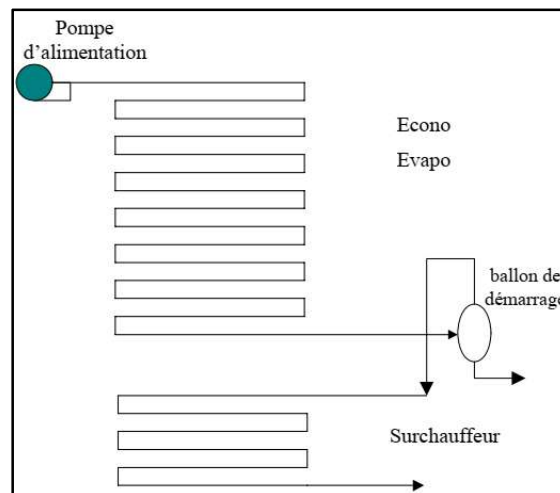 Pompe
d'alimentation
Econo
Evapo
ballon de
démarrage
Surchauffeur